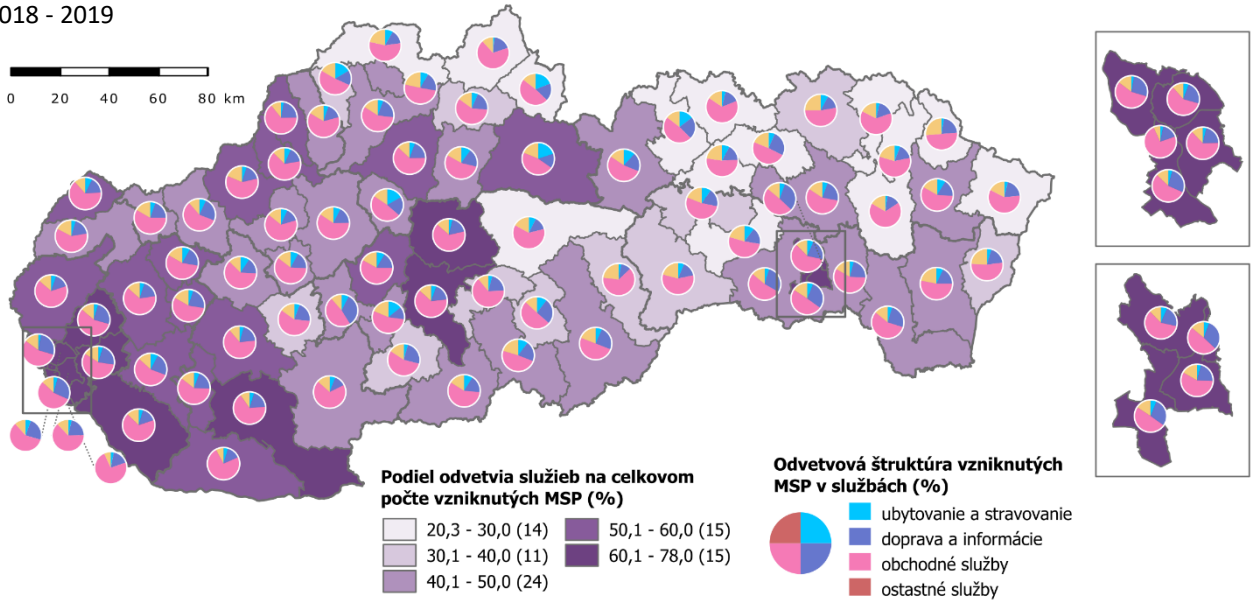 018 - 2019
0 20 40 60 80 km
Podiel odvetvia služieb na celkovom
počte vzniknutých MSP (%)
20,3 - 30,0 (14)
30,1 - 40,0 (11)
40,1 - 50,0 (24)
50,1 - 60,0 (15)
60,1 - 78,0 (15)
Odvetvová štruktúra vzniknutých
MSP v službách (%)
ubytovanie a stravovanie
doprava a informácie
obchodné služby
ostastné služby